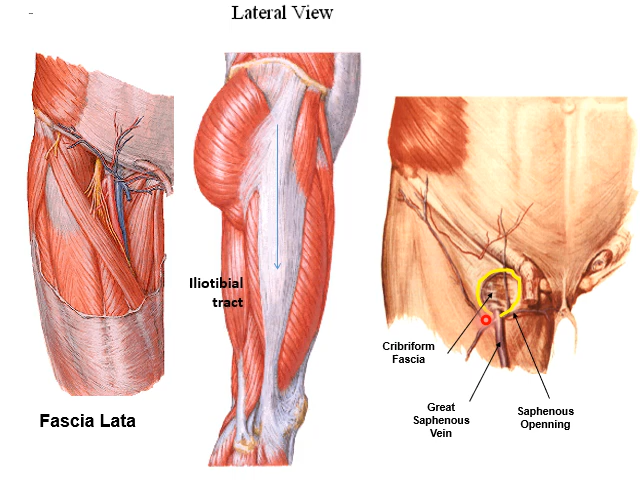 Lateral View
Iliotibial
tract
Cribriform
Fascia
Great
Saphenous
Vein
Saphenous
Openning
Fascia Lata